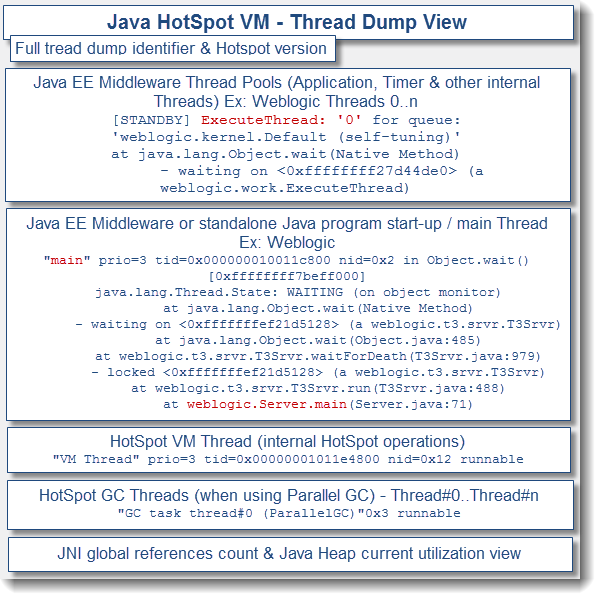 Java HotSpot VM - Thread Dump View
Full tread dump identifier & Hotspot version
Java EE Middleware Thread Pools (Application, Timer & other internal
Threads) Ex: Weblogic Threads 0..n
[STANDBY] ExecuteThread: '0' for queue:
'weblogic.kernel.Default (self-tuning)'
at java.lang.Object.wait(Native Method)
- waiting on <0xffffffff27d44de0> (a
weblogic.work.ExecuteThread)
Java EE Middleware or standalone Java program start-up / main Thread
Ex: Weblogic
"main" prio=3 tid=0x000000010011c800 nid=0x2 in Object.wait()
[0xffffffff7beff000]
java.lang.Thread.State: WAITING (on object monitor)
at java.lang.Object.wait(Native Method)
- waiting on <0xffffffffef21d5128> (a weblogic.t3.srvr.T3Srvr)
at java.lang.Object.wait(Object.java:485)
at weblogic.t3.srvr.T3Srvr.waitForDeath(T3Srvr.java:979)
- locked <0xffffffffef21d5128> (a weblogic.t3.srvr.T3Srvr)
at weblogic.t3.srvr.T3Srvr.run(T3Srvr.java:488)
at weblogic.Server.main(Server.java:71)
HotSpot VM Thread (internal HotSpot operations)
"VM Thread" prio=3 tid=0x00000001011e4800 nid=0x12 runnable
HotSpot GC Threads (when using Parallel GC) - Thread#0..Thread#n
"GC task thread#0 (ParallelGC)"0x3 runnable
JNI global references count & Java Heap current utilization view